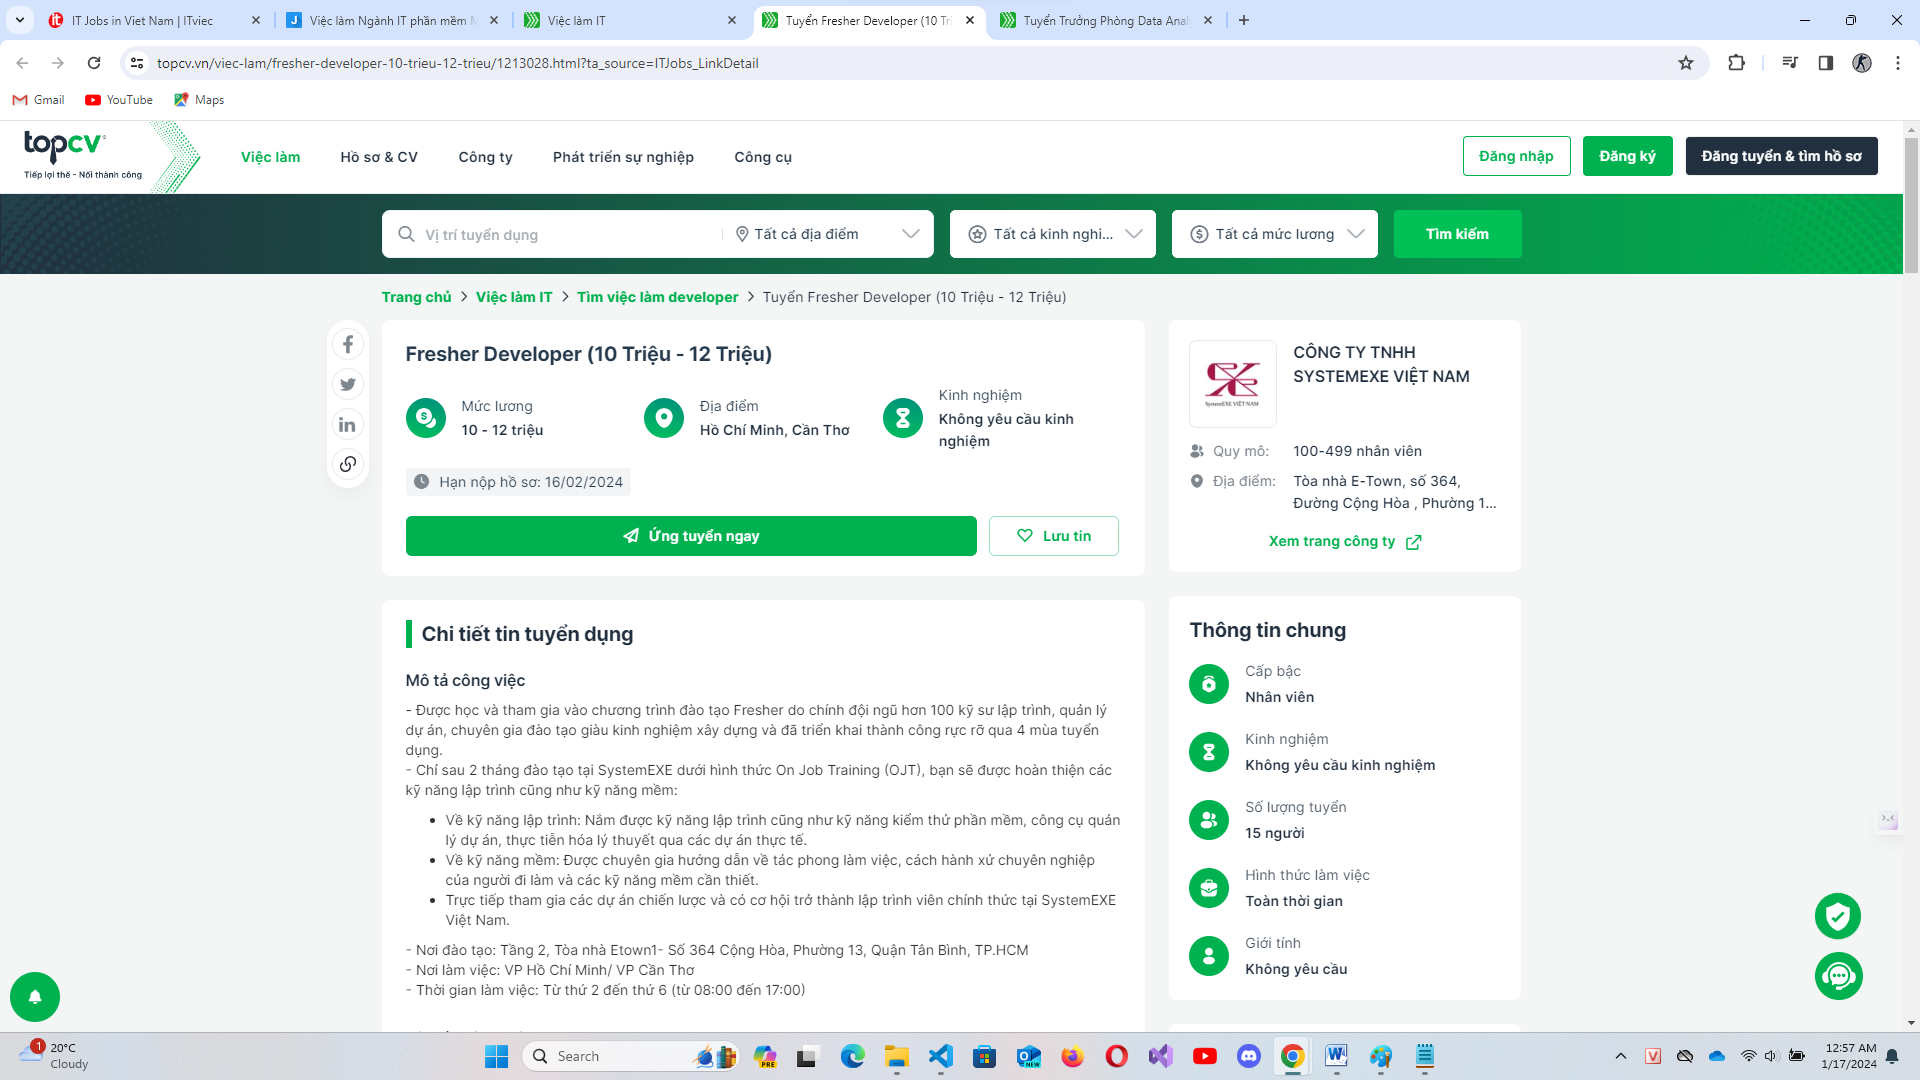 IT Jobs in Viet Nam | ITviec
Việc làm Ngành IT phần mềm
Việc làm IT
Tuyển Fresher Developer (10 Tr
Tuyển Trưởng Phòng Data Anal
topcv.vn/viec-lam/fresher-developer-10-trieu-12-trieu/1213028.html?ta_source=ITJobs_LinkDetail
Gmail
YouTube
Maps
topcv
Tiếp lợi thế - Nối thành công
Việc làm
Hồ sơ & CV
Công ty
Phát triển sự nghiệp
Công cụ
Đăng nhập
Đăng ký
Đăng tuyển & tìm hồ sơ
Vị trí tuyển dụng
Tất cả địa điểm
Tất cả kinh nghi...
Tất cả mức lương
Tìm kiếm
Trang chủ > Việc làm IT > Tìm việc làm developer > Tuyển Fresher Developer (10 Triệu - 12 Triệu)
Fresher Developer (10 Triệu - 12 Triệu)
Mức lương
10 - 12 triệu
Địa điểm
Hồ Chí Minh, Cần Thơ
Kinh nghiệm
Không yêu cầu kinh
nghiệm
Hạn nộp hồ sơ: 16/02/2024
Ứng tuyển ngay
Lưu tin
CÔNG TY TNHH
SYSTEMEXE VIỆT NAM
SystemEXE VIỆT NAM
Quy mô: 100-499 nhân viên
Địa điểm: Tòa nhà E-Town, số 364,
Đường Cộng Hòa , Phường 1...
Xem trang công ty
Chi tiết tin tuyển dụng
Mô tả công việc
- Được học và tham gia vào chương trình đào tạo Fresher do chính đội ngũ hơn 100 kỹ sư lập trình, quản lý
dự án, chuyên gia đào tạo giàu kinh nghiệm xây dựng và đã triển khai thành công rực rỡ qua 4 mùa tuyển
dụng.
- Chỉ sau 2 tháng đào tạo tại SystemEXE dưới hình thức On Job Training (OJT), bạn sẽ được hoàn thiện các
kỹ năng lập trình cũng như kỹ năng mềm:
• Về kỹ năng lập trình: Nắm được kỹ năng lập trình cũng như kỹ năng kiểm thử phần mềm, công cụ quản
lý dự án, thực tiễn hóa lý thuyết qua các dự án thực tế.
• Về kỹ năng mềm: Được chuyên gia hướng dẫn về tác phong làm việc, cách hành xử chuyên nghiệp
của người đi làm và các kỹ năng mềm cần thiết.
• Trực tiếp tham gia các dự án chiến lược và có cơ hội trở thành lập trình viên chính thức tại SystemEXE
Việt Nam.
- Nơi đào tạo: Tầng 2, Tòa nhà Etown1- Số 364 Cộng Hòa, Phường 13, Quận Tân Bình, TP.HCM
- Nơi làm việc: VP Hồ Chí Minh/ VP Cần Thơ
- Thời gian làm việc: Từ thứ 2 đến thứ 6 (từ 08:00 đến 17:00)
Thông tin chung
Cấp bậc
Nhân viên
Kinh nghiệm
Không yêu cầu kinh nghiệm
Số lượng tuyển
15 người
Hình thức làm việc
Toàn thời gian
Giới tính
Không yêu cầu
1
20°C
Cloudy
Search
PRE
NEW
12:57 AM
1/17/2024